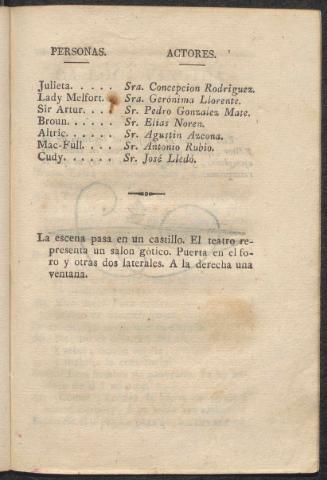 PERSONAS. ACTORES.
Julieta. . . . . Sra. Concepcion Rodriguez.
Lady Melfort. . Sra. Gerónima Llorente.
Sir Artur. . . . Sr. Pedro Gonzalez Mate.
Broun. . . . . . Sr. Elias Noren.
Altric. . . . . . Sr. Agustin Azcona.
Mac-Full. . . . Sr. Antonio Rubio.
Cudy. . . . . . Sr. José Lledó.
La escena pasa en un castillo. El teatro re-
presenta un salon gótico. Puerta en el fo-
ro y otras dos laterales. A la derecha una
ventana.